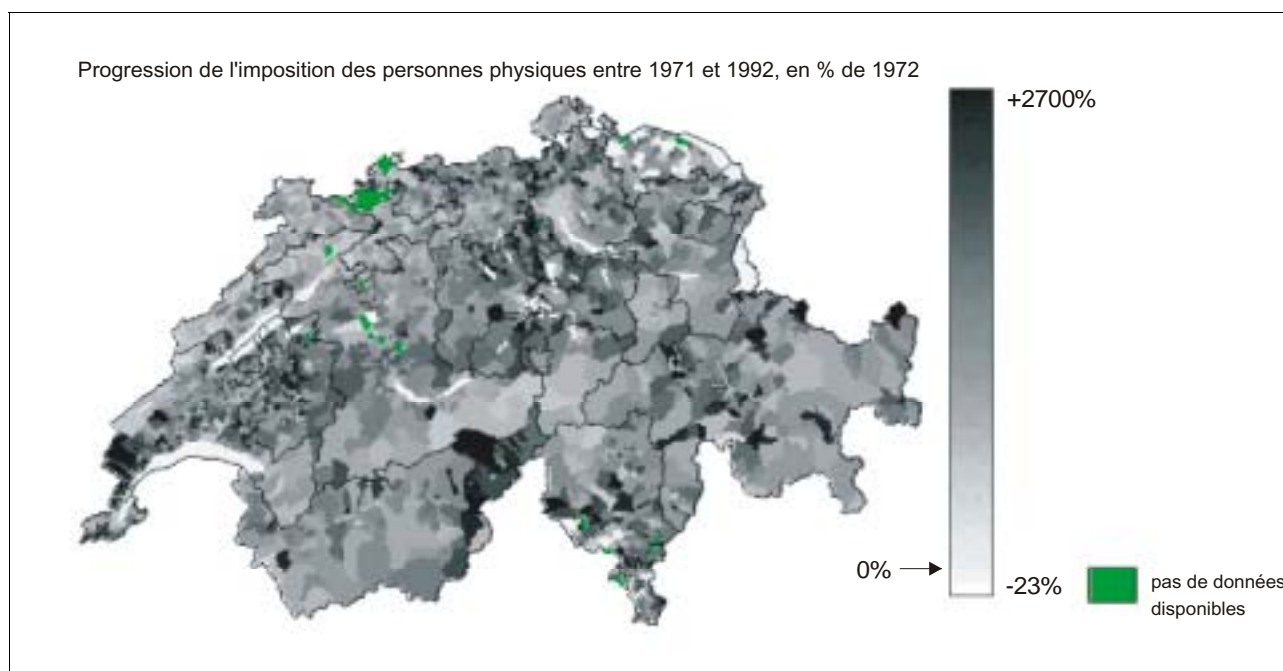 Progression de l'imposition des personnes physiques entre 1971 et 1992, en % de 1972
+2700%
0%
-23%
pas de données
disponibles